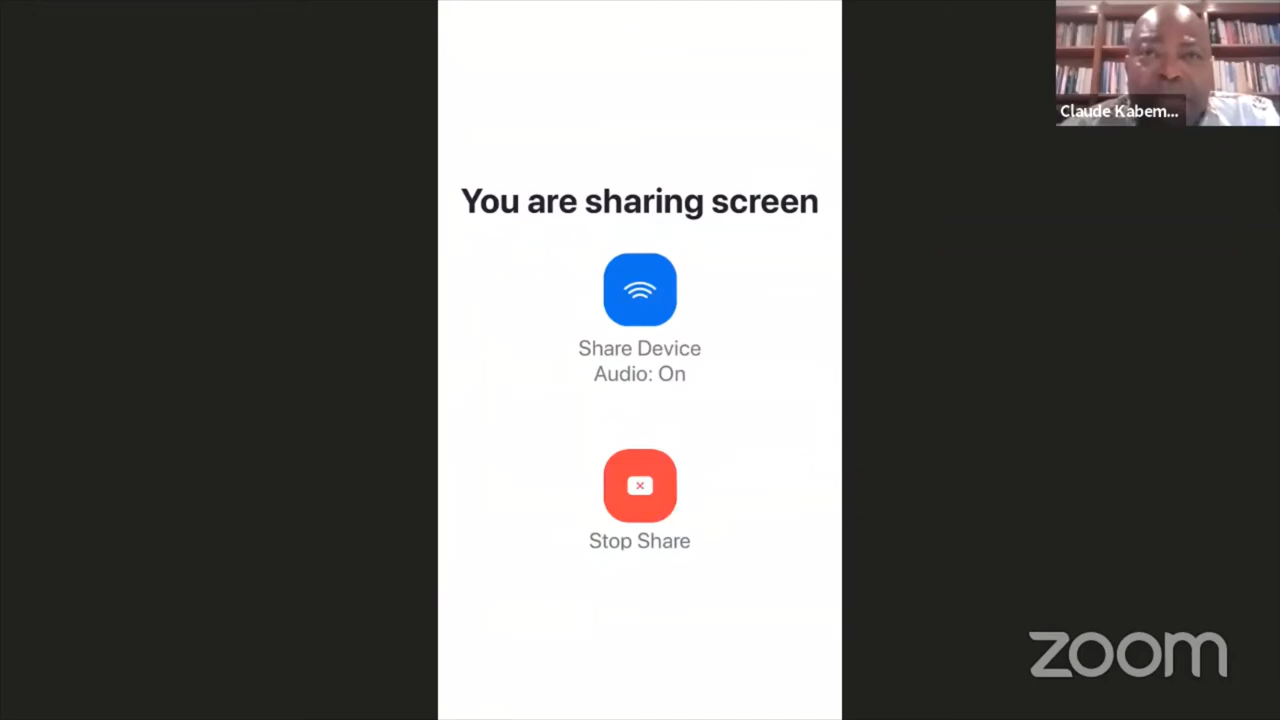 Claude Kabem...
You are sharing screen
Share Device
Audio: On
Stop Share
zoom